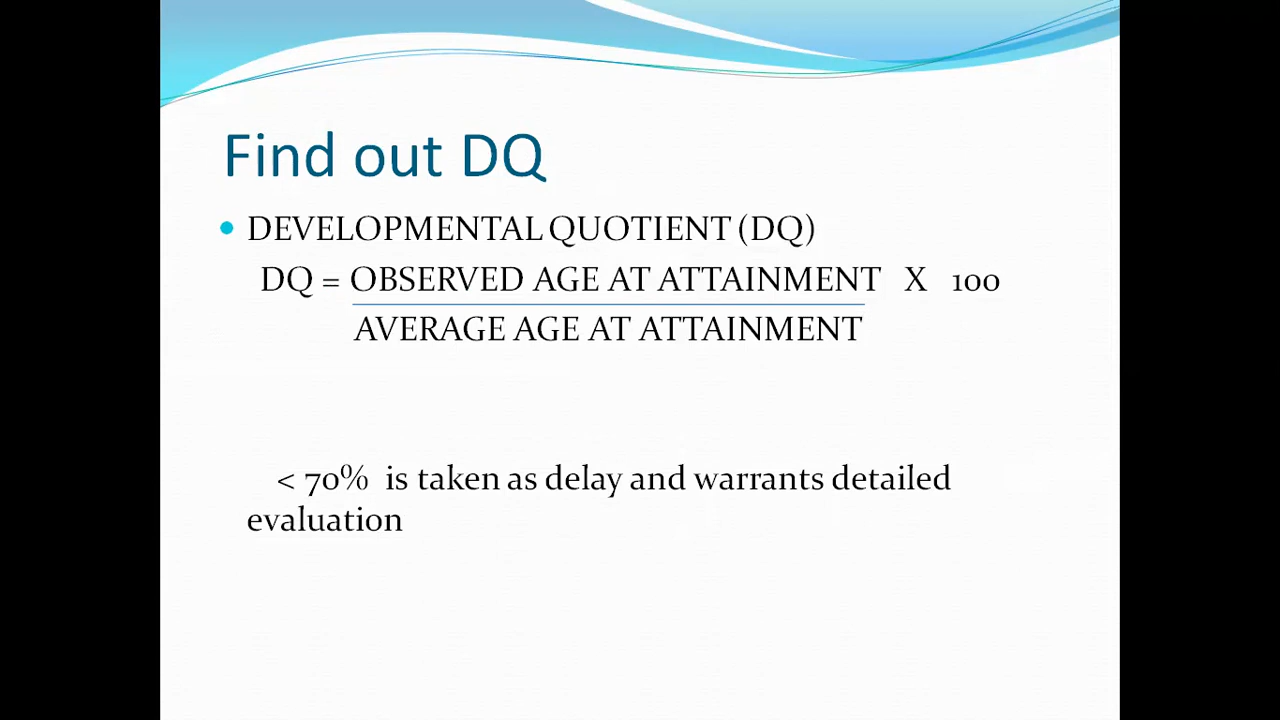 Find out DQ
• DEVELOPMENTAL QUOTIENT (DQ)
DQ = OBSERVED AGE AT ATTAINMENT X 100
AVERAGE AGE AT ATTAINMENT
< 70% is taken as delay and warrants detailed
evaluation